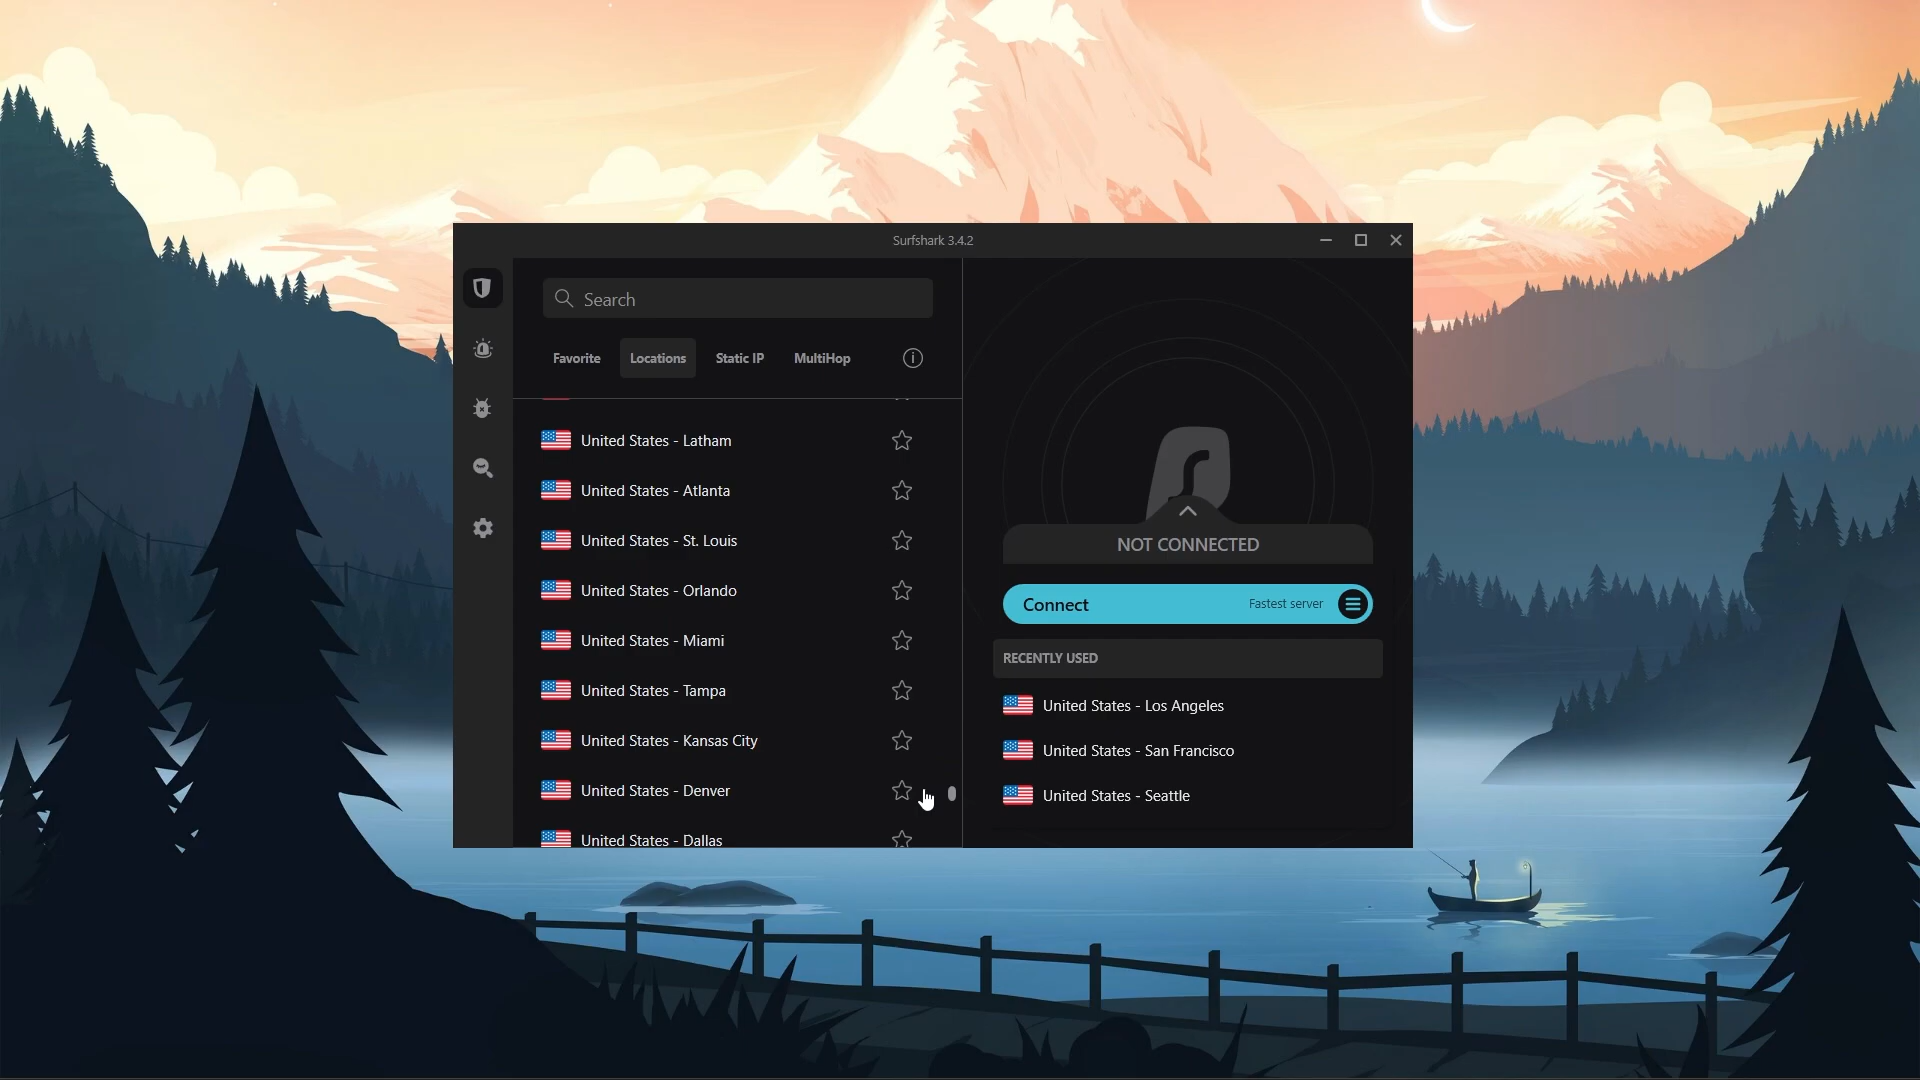 Surfshark 3.4.2
Search
Favorite
Locations
Static IP
MultiHop
United States - Latham
United States - Atlanta
United States - St. Louis
United States - Orlando
United States - Miami
United States - Tampa
United States - Kansas City
United States - Denver
United States - Dallas
NOT CONNECTED
Connect
Fastest server
RECENTLY USED
United States - Los Angeles
United States - San Francisco
United States - Seattle